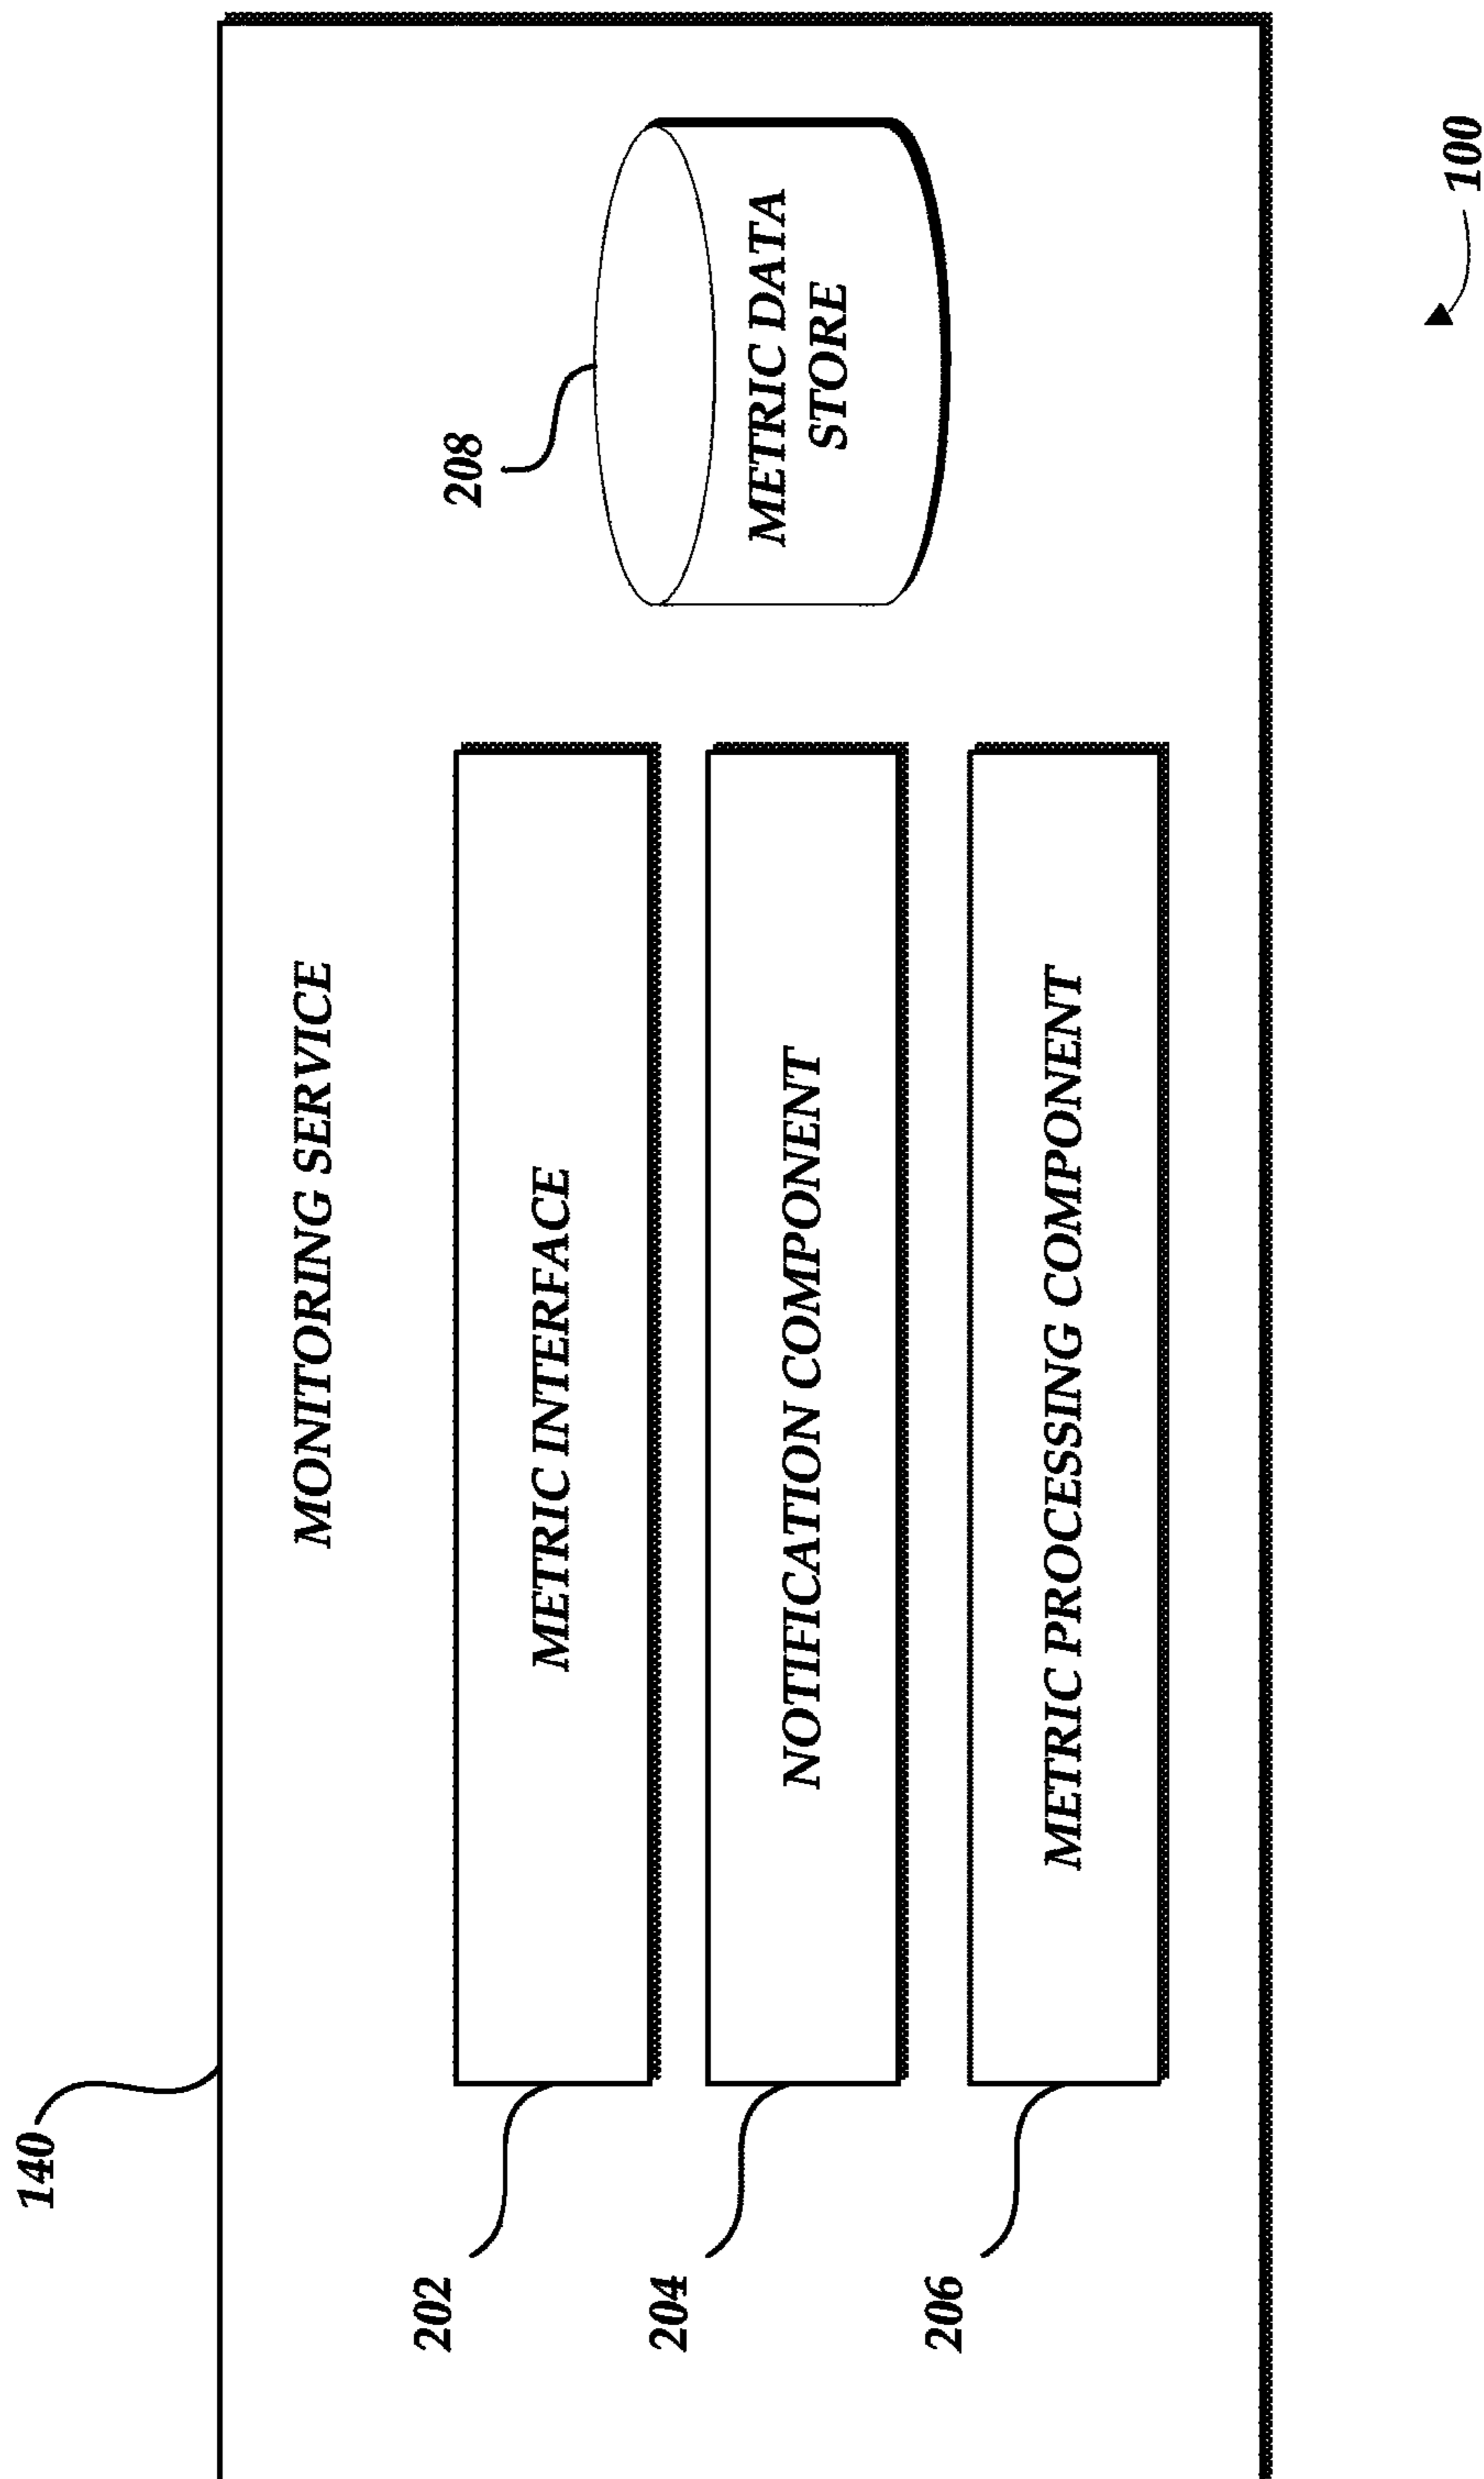 140
MONITORING SERVICE
208
202
METRIC INTERFACE
METRIC DATA
STORE
204
NOTIFICATION COMPONENT
206
METRIC PROCESSING COMPONENT
100